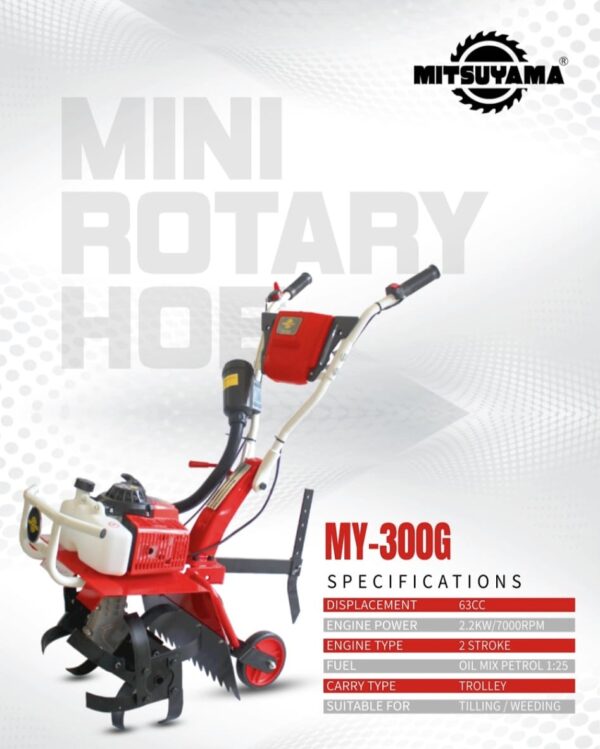 MITSUYAMA®
MINI
ROTARY
HOE
MY-300G
SPECIFICATIONS
DISPLACEMENT 63CC
ENGINE POWER 2.2KW/7000RPM
ENGINE TYPE 2 STROKE
FUEL OIL MIX PETROL 1:25
CARRY TYPE TROLLEY
SUITABLE FOR TILLING / WEEDING